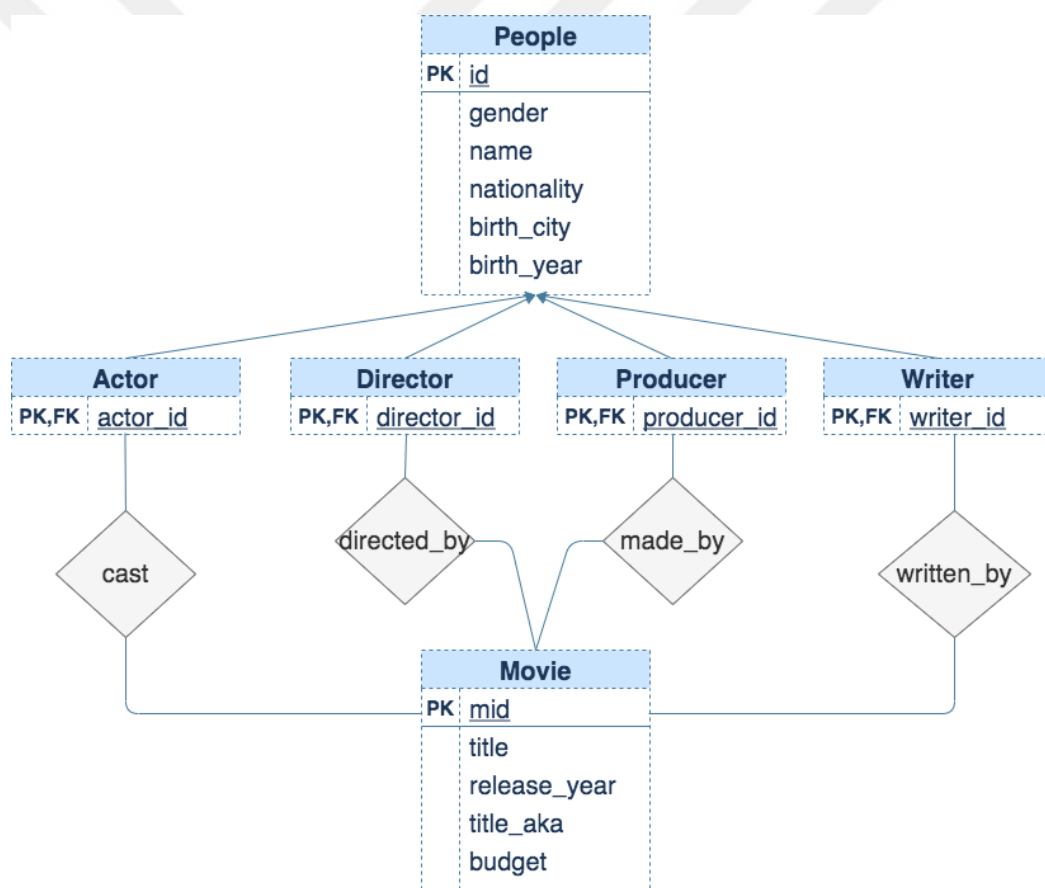 People
PK id
gender
name
nationality
birth_city
birth_year
Actor
PK,FK actor_id
Director
PK,FK director_id
Producer
PK,FK producer_id
Writer
PK,FK writer_id
cast
directed_by
made_by
written_by
Movie
PK mid
title
release_year
title_aka
budget